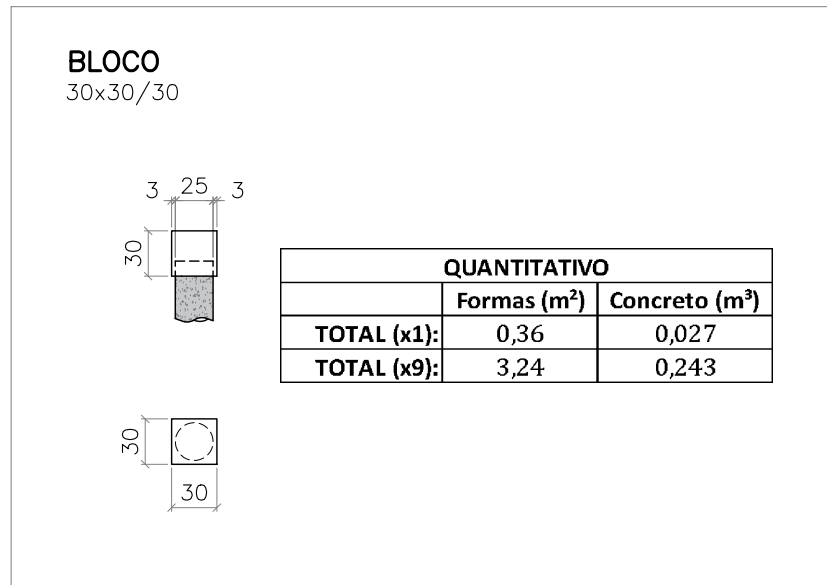 BLOCO
30x30/30
3 25 3
30
QUANTITATIVO
Formas (m²) Concreto (m³)
TOTAL (x1): 0,36 0,027
TOTAL (x9): 3,24 0,243
30
30